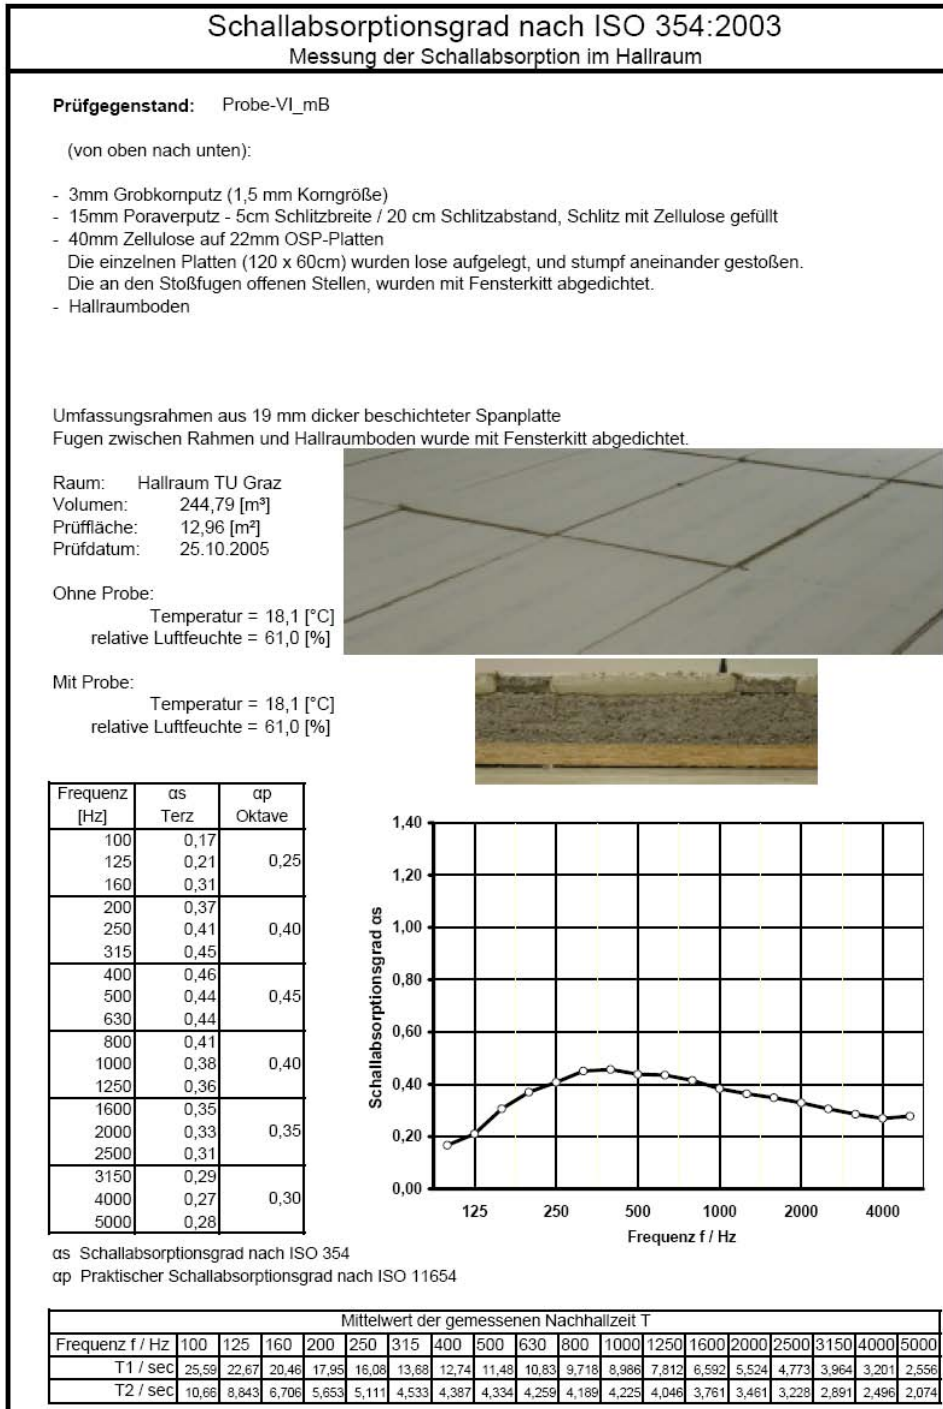 Schallabsorptionsgrad nach ISO 354:2003
Messung der Schallabsorption im Hallraum
Prüfgegenstand: Probe-VI_mB
(von oben nach unten):
- 3mm Grobkornputz (1,5 mm Korngröße)
- 15mm Poraverputz - 5cm Schlitzbreite / 20 cm Schlitzabstand, Schlitz mit Zellulose gefüllt
- 40mm Zellulose auf 22mm OSP-Platten
Die einzelnen Platten (120 x 60cm) wurden lose aufgelegt, und stumpf aneinander gestoßen.
Die an den Stoßfugen offenen Stellen, wurden mit Fensterkitt abgedichtet.
- Hallraumboden
Umfassungsrahmen aus 19 mm dicker beschichteter Spanplatte
Fugen zwischen Rahmen und Hallraumboden wurde mit Fensterkitt abgedichtet.
Raum: Hallraum TU Graz
Volumen: 244,79 [m³]
Prüffläche: 12,96 [m²]
Prüfdatum: 25.10.2005
Ohne Probe:
Temperatur = 18,1 [°C]
relative Luftfeuchte = 61,0 [%]
Mit Probe:
Temperatur = 18,1 [°C]
relative Luftfeuchte = 61,0 [%]
Frequenz αs αp
[Hz] Terz Oktave
100 0,17
125 0,21 0,25
160 0,31
200 0,37
250 0,41 0,40
315 0,45
400 0,46
500 0,44 0,45
630 0,44
800 0,41
1000 0,38 0,40
1250 0,36
1600 0,35
2000 0,33 0,35
2500 0,31
3150 0,29
4000 0,27 0,30
5000 0,28
Schallabsorptionsgrad αs
1,40
1,20
1,00
0,80
0,60
0,40
0,20
0,00
125 250 500 1000 2000 4000
Frequenz f / Hz
αs Schallabsorptionsgrad nach ISO 354
αp Praktischer Schallabsorptionsgrad nach ISO 11654
Mittelwert der gemessenen Nachhallzeit T
Frequenz f / Hz 100 125 160 200 250 315 400 500 630 800 1000 1250 1600 2000 2500 3150 4000 5000
T1 / sec 25,59 22,67 20,46 17,95 16,08 13,68 12,74 11,48 10,83 9,718 8,986 7,812 6,592 5,524 4,773 3,964 3,201 2,556
T2 / sec 10,66 8,843 6,706 5,653 5,111 4,533 4,387 4,334 4,259 4,189 4,225 4,046 3,761 3,461 3,228 2,891 2,496 2,074